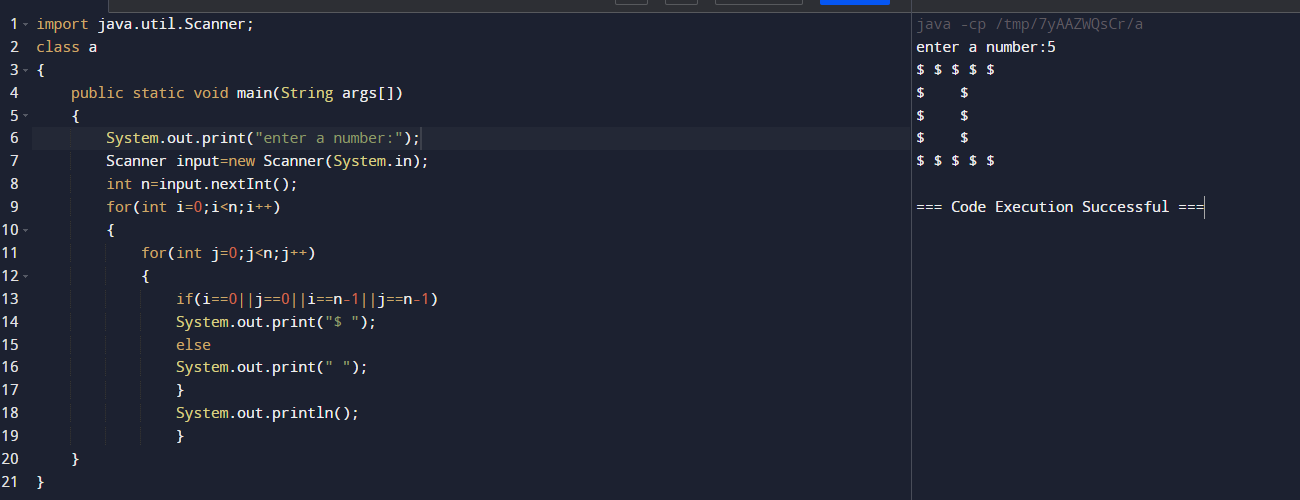 1 import java.util.Scanner;
2 class a
3 {
4     public static void main(String args[])
5     {
6         System.out.print("enter a number:");
7         Scanner input=new Scanner(System.in);
8         int n=input.nextInt();
9         for(int i=0;i<n;i++)
10         {
11             for(int j=0;j<n;j++)
12             {
13                 if(i==0||j==0||i==n-1||j==n-1)
14                 System.out.print("$ ");
15                 else
16                 System.out.print(" ");
17                 }
18                 System.out.println();
19                 }
20     }
21 }
java -cp /tmp/7yAAZWQsCr/a
enter a number:5
$ $ $ $ $
$    $
$    $
$    $
$ $ $ $ $
=== Code Execution Successful ===